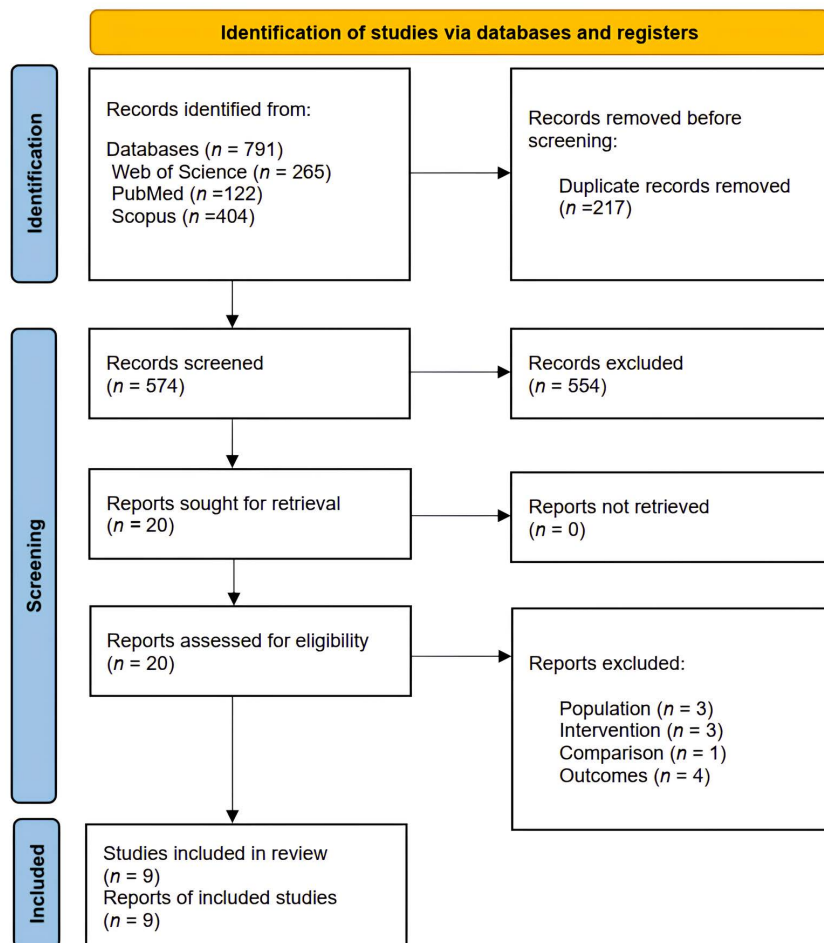 Identification of studies via databases and registers
Identification
Records identified from:
Databases (n = 791)
Web of Science (n = 265)
PubMed (n =122)
Scopus (n =404)
Records removed before
screening:
Duplicate records removed
(n =217)
Screening
Records screened
(n = 574)
Records excluded
(n = 554)
Reports sought for retrieval
(n = 20)
Reports not retrieved
(n = 0)
Reports assessed for eligibility
(n = 20)
Reports excluded:
Population (n = 3)
Intervention (n = 3)
Comparison (n = 1)
Outcomes (n = 4)
Included
Studies included in review
(n = 9)
Reports of included studies
(n = 9)